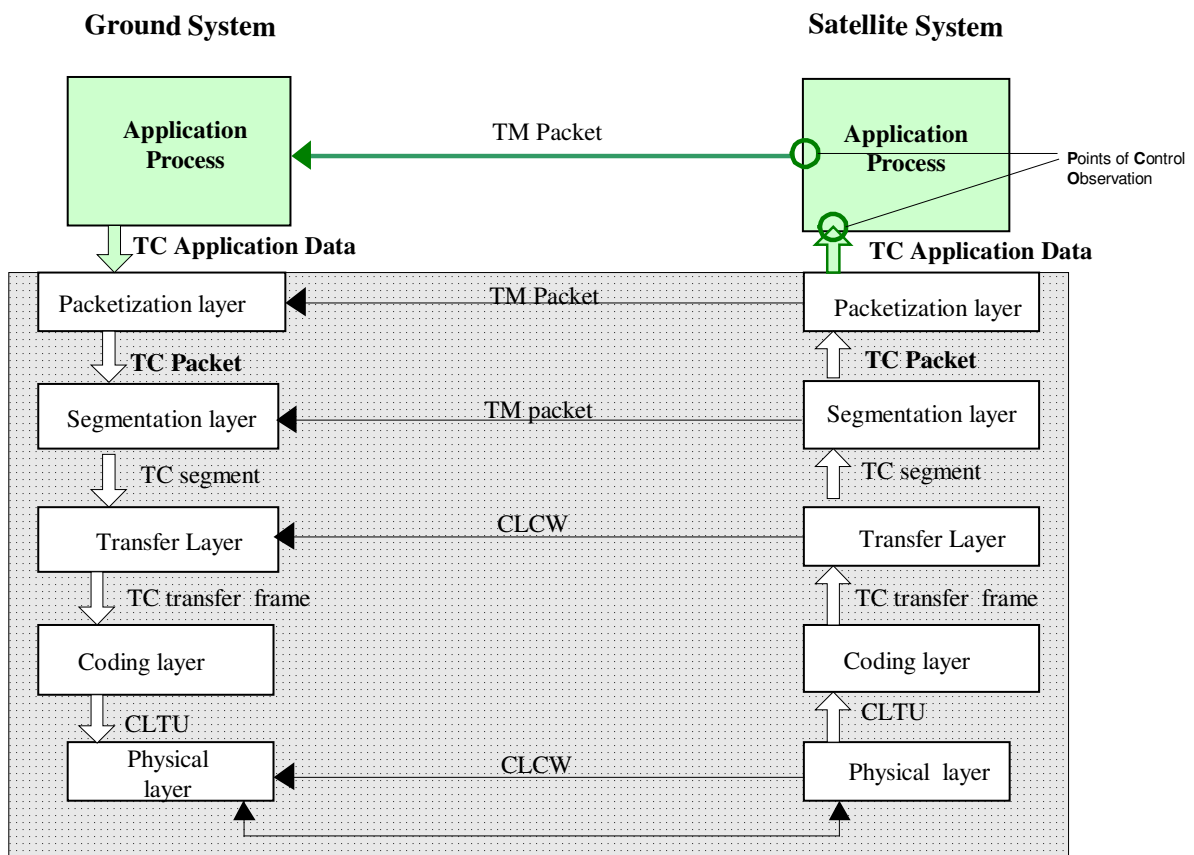 Ground System
Satellite System
Application
Process
TM Packet
Application
Process
Points of Control
Observation
TC Application Data
TC Application Data
Packetization layer
TM Packet
Packetization layer
TC Packet
TC Packet
Segmentation layer
TM packet
Segmentation layer
TC segment
TC segment
Transfer Layer
CLCW
Transfer Layer
TC transfer frame
TC transfer frame
Coding layer
Coding layer
CLTU
CLTU
Physical
layer
CLCW
Physical layer